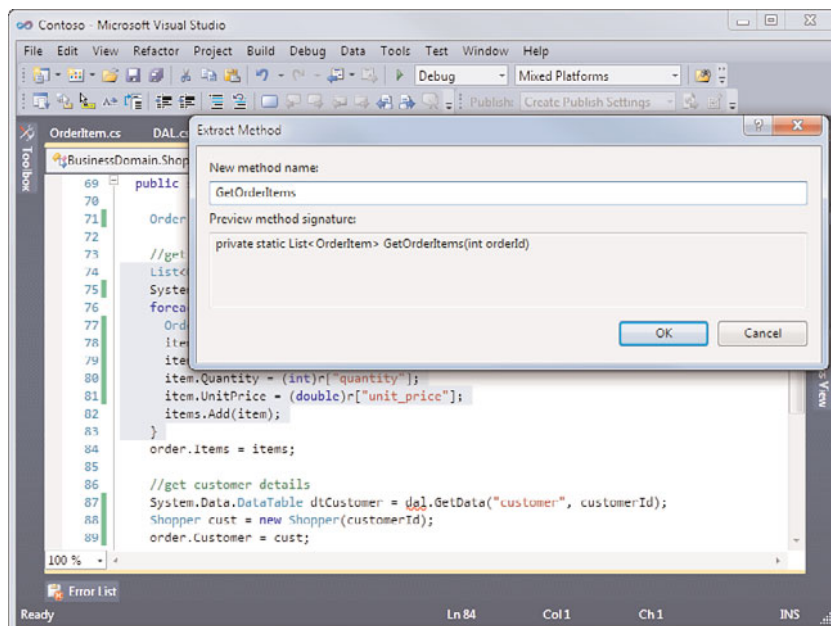 Contoso - Microsoft Visual Studio
File Edit View Refactor Project Build Debug Data Tools Test Window Help
Debug Mixed Platforms
Publish: Create Publish Settings
OrderItem.cs DAL.c
Toolbox
Extract Method
BusinessDomain.Shop
New method name:
GetOrderItems
Preview method signature:
private static List<OrderItem> GetOrderItems(int orderId)
OK Cancel
69 public
70
71 Order
72
73 //get
74 List<
75 Syste
76 forea
77 Ord
78 ite
79 ite
80 item.Quantity = (int)r["quantity"];
81 item.UnitPrice = (double)r["unit_price"];
82 items.Add(item);
83 }
84 order.Items = items;
85
86 //get customer details
87 System.Data.DataTable dtCustomer = dal.GetData("customer", customerId);
88 Shopper cust = new Shopper(customerId);
89 order.Customer = cust;
s View
100 %
Error List
Ready Ln 84 Col 1 Ch 1 INS